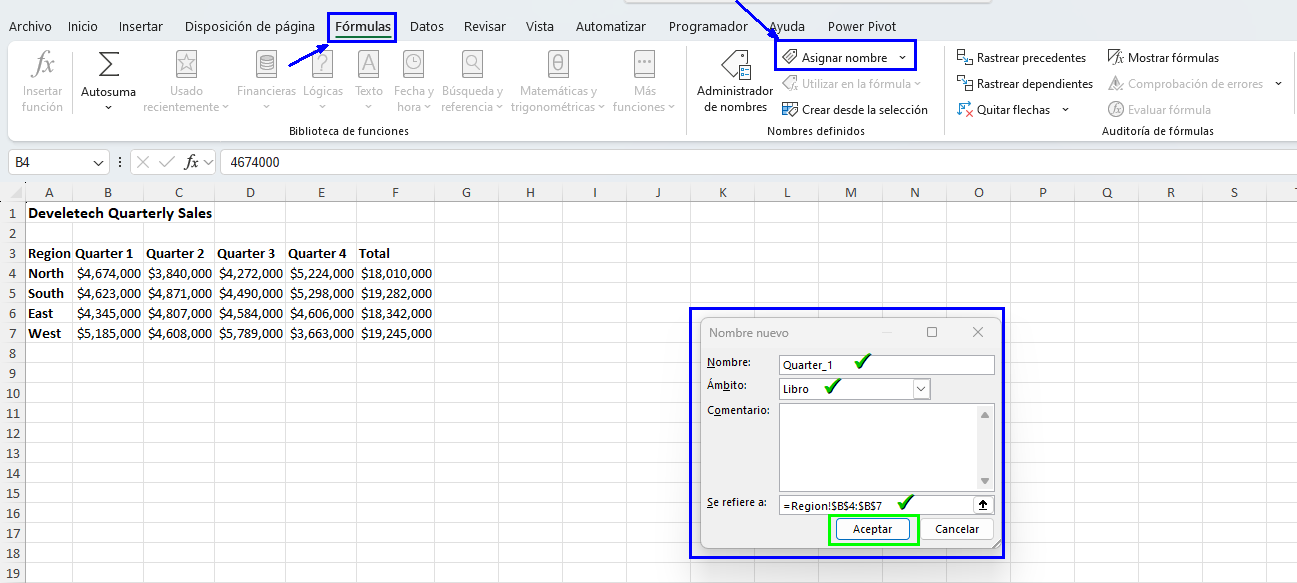 Archivo Inicio Insertar Disposición de página Fórmulas Datos Revisar Vista Automatizar Programador Ayuda Power Pivot
fx Insertar función
Autosuma
Usado recientemente
Financieras
Lógicas
Texto
Fecha y hora
Búsqueda y referencia
Matemáticas y trigonométricas
Más funciones
Biblioteca de funciones
Administrador de nombres
Asignar nombre
Utilizar en la fórmula
Crear desde la selección
Nombres definidos
Rastrear precedentes
Rastrear dependientes
Quitar flechas
Mostrar fórmulas
Comprobación de errores
Evaluar fórmula
Auditoría de fórmulas
B4 fx 4674000
A B C D E F G H I J K L M N O P Q R S
1 Develetech Quarterly Sales
2
3 Region Quarter 1 Quarter 2 Quarter 3 Quarter 4 Total
4 North $4,674,000 $3,840,000 $4,272,000 $5,224,000 $18,010,000
5 South $4,623,000 $4,871,000 $4,490,000 $5,298,000 $19,282,000
6 East $4,345,000 $4,807,000 $4,584,000 $4,606,000 $18,342,000
7 West $5,185,000 $4,608,000 $5,789,000 $3,663,000 $19,245,000
8
9
10
11
12
13
14
15
16
17
18
19
Nombre nuevo
Nombre: Quarter_1
Ámbito: Libro
Comentario:
Se refiere a: =Region!$B$4:$B$7
Aceptar Cancelar